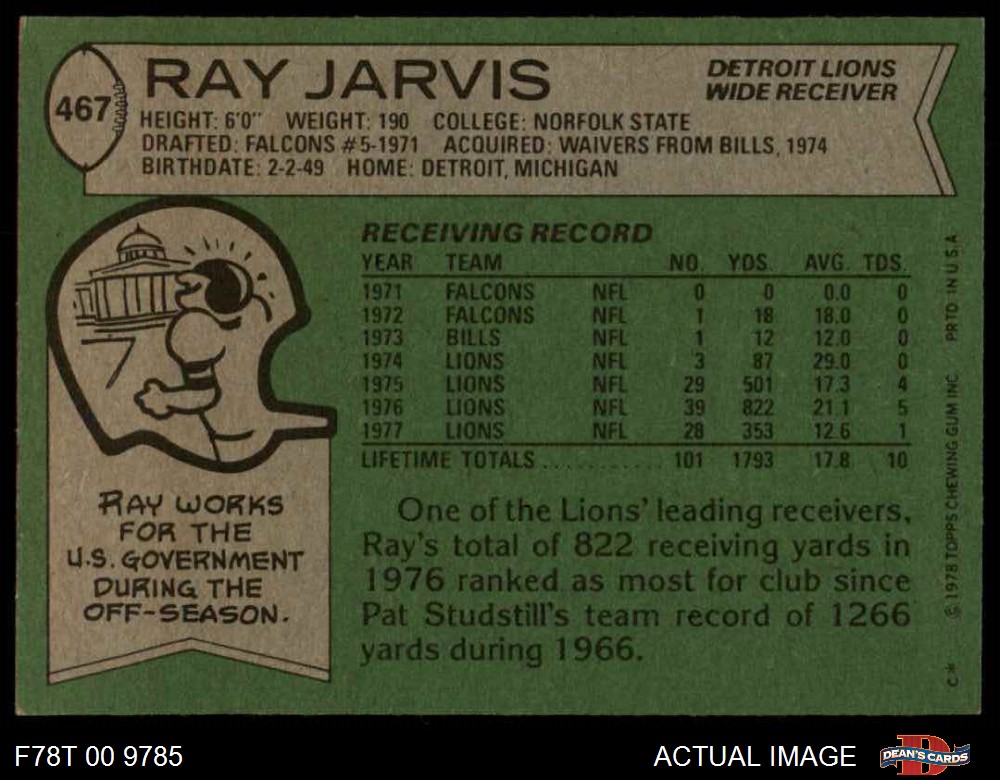 467
RAY JARVIS
DETROIT LIONS
WIDE RECEIVER
HEIGHT: 6'0" WEIGHT: 190 COLLEGE: NORFOLK STATE
DRAFTED: FALCONS #5-1971 ACQUIRED: WAIVERS FROM BILLS, 1974
BIRTHDATE: 2-2-49 HOME: DETROIT, MICHIGAN
RECEIVING RECORD
YEAR TEAM NO. YDS. AVG. TDS.
1971 FALCONS NFL 0 0 0.0 0
1972 FALCONS NFL 1 18 18.0 0
1973 BILLS NFL 1 12 12.0 0
1974 LIONS NFL 3 87 29.0 0
1975 LIONS NFL 29 501 17.3 4
1976 LIONS NFL 39 822 21.1 5
1977 LIONS NFL 28 353 12.6 1
LIFETIME TOTALS............ 101 1793 17.8 10
RAY WORKS
FOR THE
U.S. GOVERNMENT
DURING THE
OFF-SEASON.
One of the Lions' leading receivers,
Ray's total of 822 receiving yards in
1976 ranked as most for club since
Pat Studstill's team record of 1266
yards during 1966.
C* © 1978 TOPPS CHEWING GUM INC. PRTD. IN U.S.A.
F78T 00 9785
ACTUAL IMAGE
D
DEAN'S CARDS